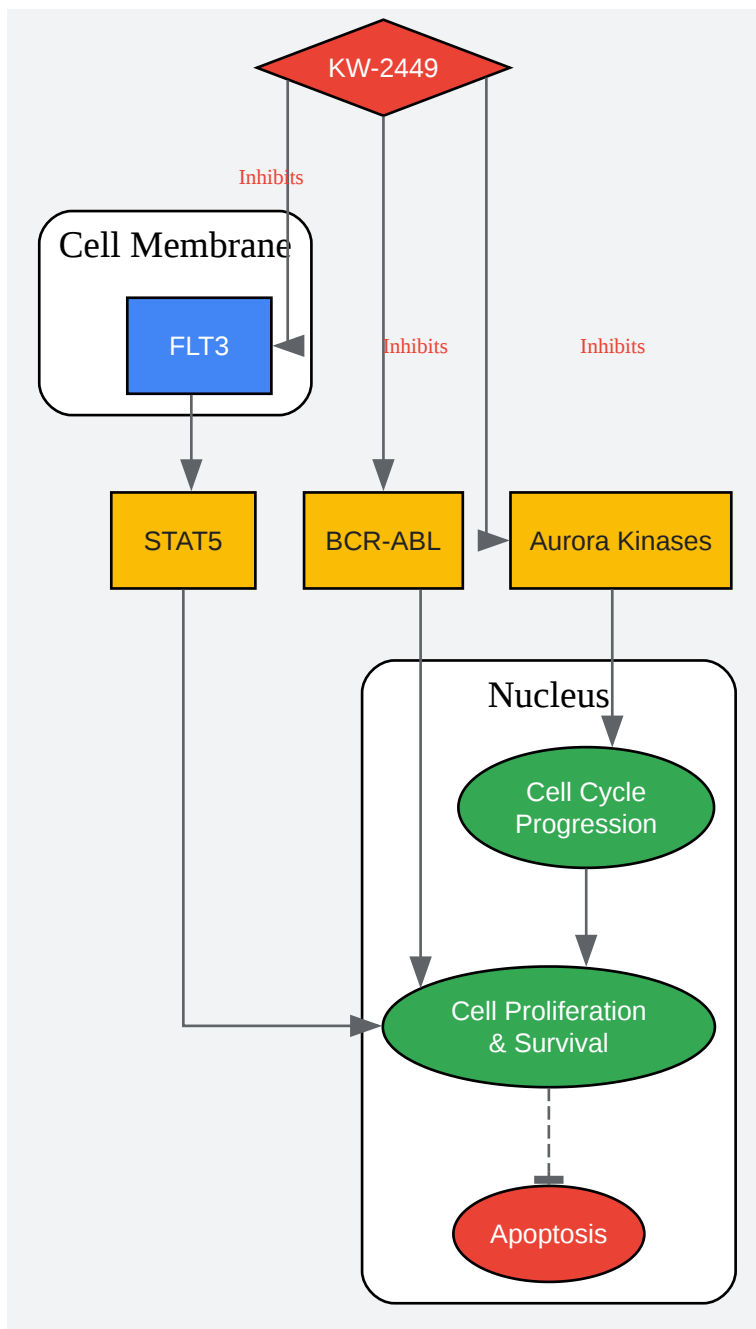 KW-2449
Inhibits
Cell Membrane
FLT3
Inhibits
Inhibits
STAT5
BCR-ABL
Aurora Kinases
Nucleus
Cell Cycle
Progression
Cell Proliferation
& Survival
Apoptosis